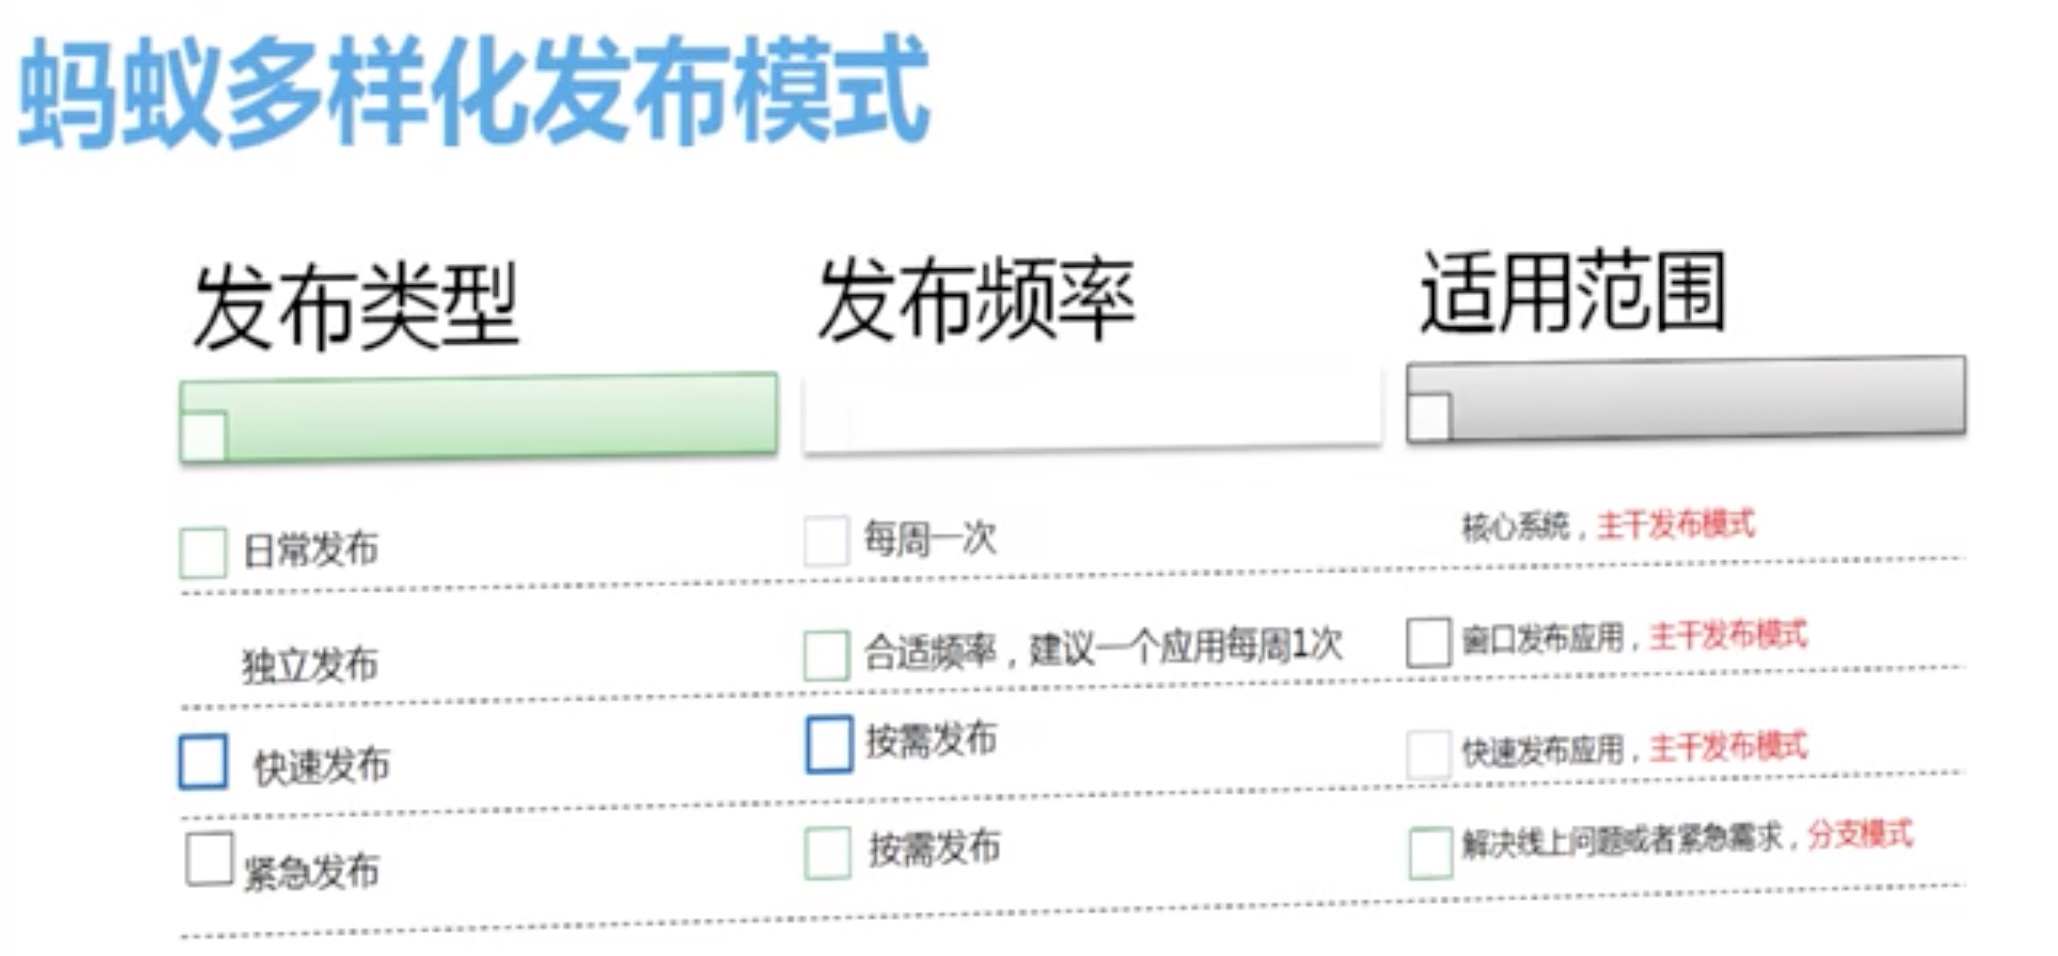 蚂蚁多样化发布模式
发布类型 发布频率 适用范围
日常发布 每周一次 核心系统，主干发布模式
独立发布 合适频率，建议一个应用每周1次 窗口发布应用，主干发布模式
快速发布 按需发布 快速发布应用，主干发布模式
紧急发布 按需发布 解决线上问题或者紧急需求，分支模式